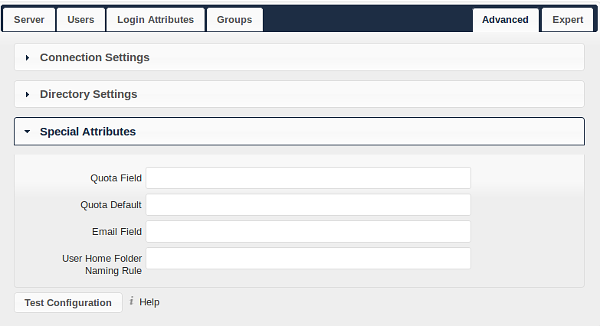 Server Users Login Attributes Groups Advanced Expert
Connection Settings
Directory Settings
Special Attributes
Quota Field
Quota Default
Email Field
User Home Folder
Naming Rule
Test Configuration i Help